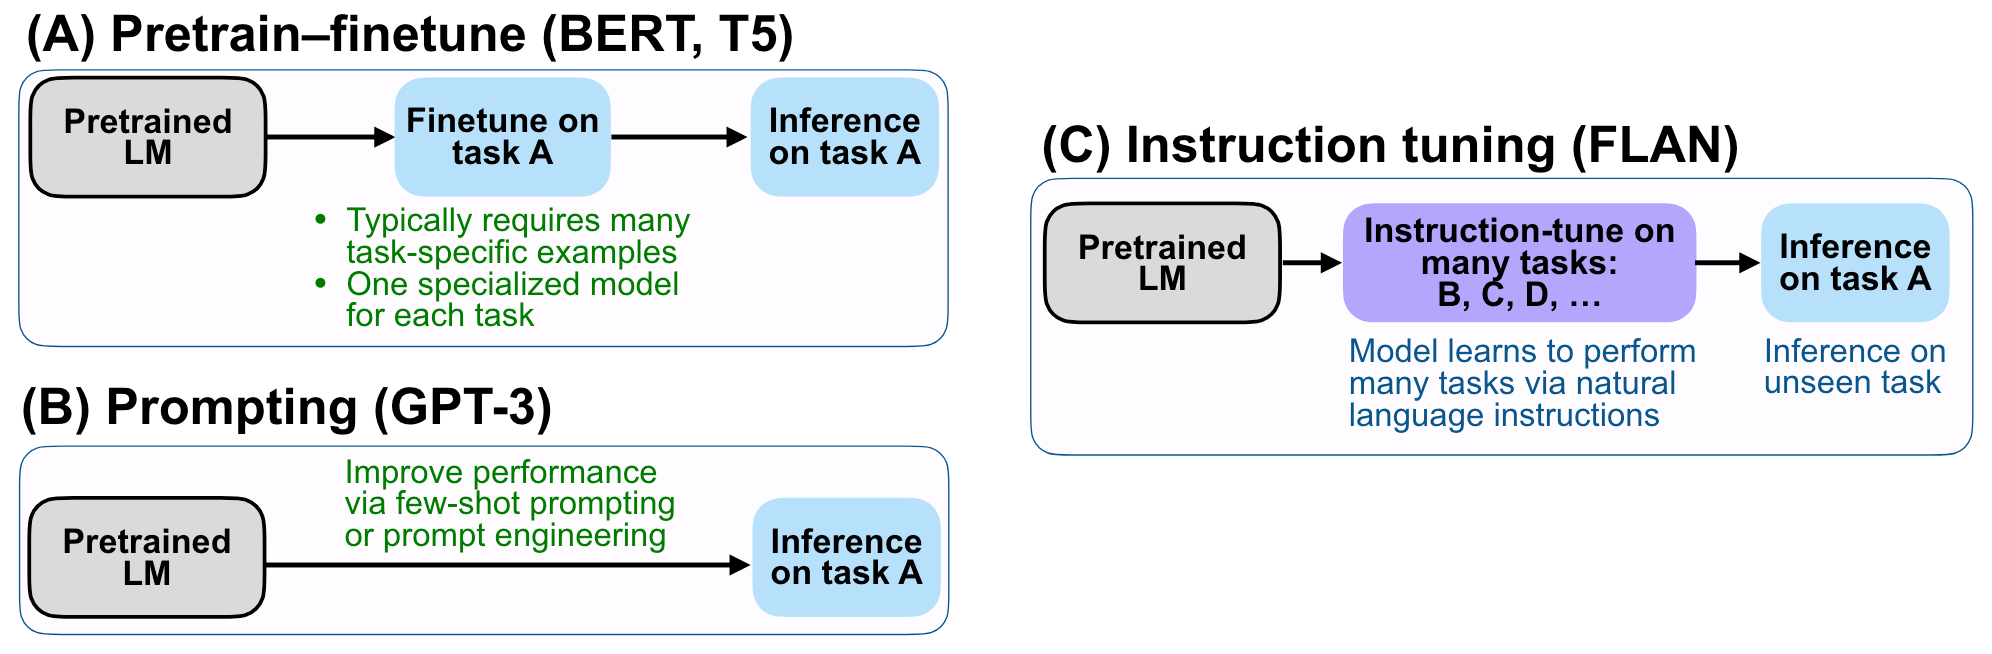 (A) Pretrain–finetune (BERT, T5)
Pretrained
LM
Finetune on
task A
Inference
on task A
• Typically requires many
task-specific examples
• One specialized model
for each task
(B) Prompting (GPT-3)
Improve performance
via few-shot prompting
or prompt engineering
Pretrained
LM
Inference
on task A
(C) Instruction tuning (FLAN)
Pretrained
LM
Instruction-tune on
many tasks:
B, C, D, …
Inference
on task A
Model learns to perform
many tasks via natural
language instructions
Inference on
unseen task